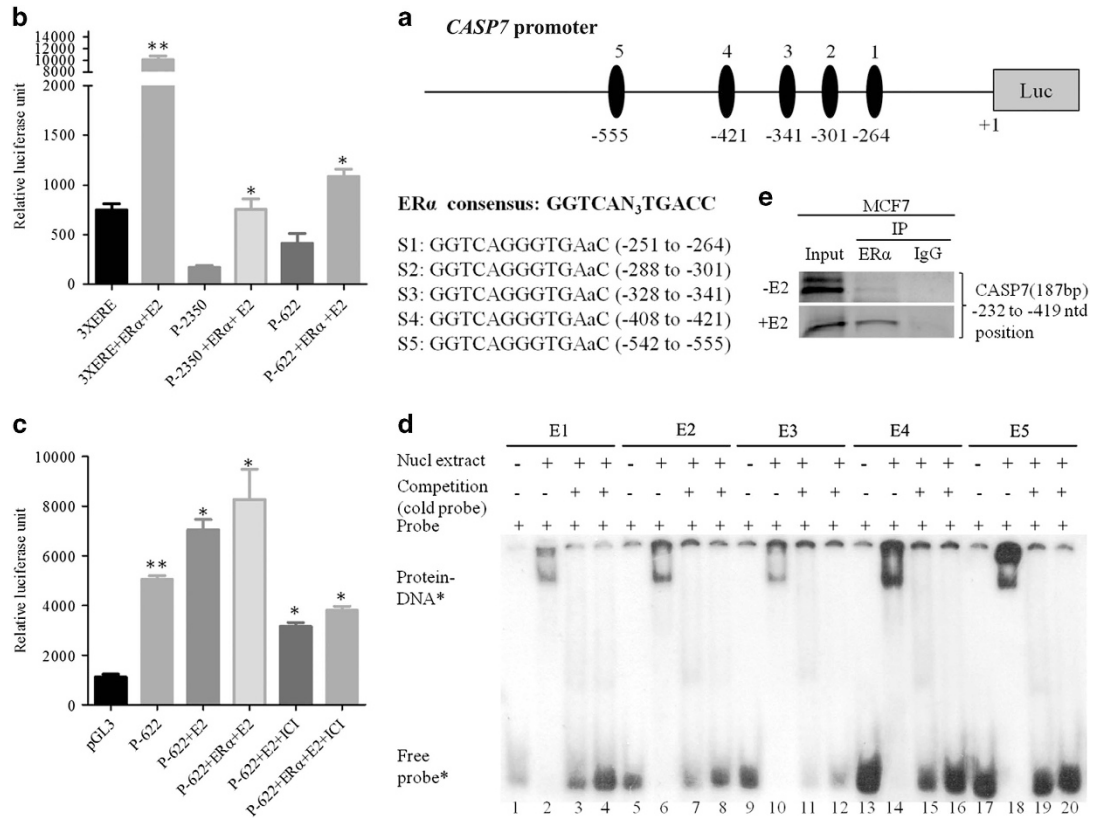 b
14000
12000
10000
8000
2000
1500
1000
500
0
Relative luciferase unit
**
*
*
3XERE
3XERE+ERα+E2
P-2350
P-2350 +ERα+ E2
P-622
P-622 +ERα +E2
a
CASP7 promoter
5 4 3 2 1
Luc
-555 -421 -341 -301 -264 +1
ERα consensus: GGTCAN3TGACC
S1: GGTCAGGGTGAaC (-251 to -264)
S2: GGTCAGGGTGAaC (-288 to -301)
S3: GGTCAGGGTGAaC (-328 to -341)
S4: GGTCAGGGTGAaC (-408 to -421)
S5: GGTCAGGGTGAaC (-542 to -555)
e
MCF7
IP
Input ERα IgG
-E2
+E2
CASP7(187bp)
-232 to -419 ntd
position
c
10000
8000
6000
4000
2000
0
Relative luciferase unit
**
*
*
*
*
pGL3
P-622
P-622+E2
P-622+ERα+E2
P-622+E2+ICI
P-622+ERα+E2+ICI
d
E1 E2 E3 E4 E5
Nucl extract - + + + - + + + - + + + - + + + - + + +
Competition - - + + - - + + - - + + - - + + - - + +
(cold probe)
Probe + + + + + + + + + + + + + + + + + + + +
Protein-
DNA*
Free
probe*
1 2 3 4 5 6 7 8 9 10 11 12 13 14 15 16 17 18 19 20